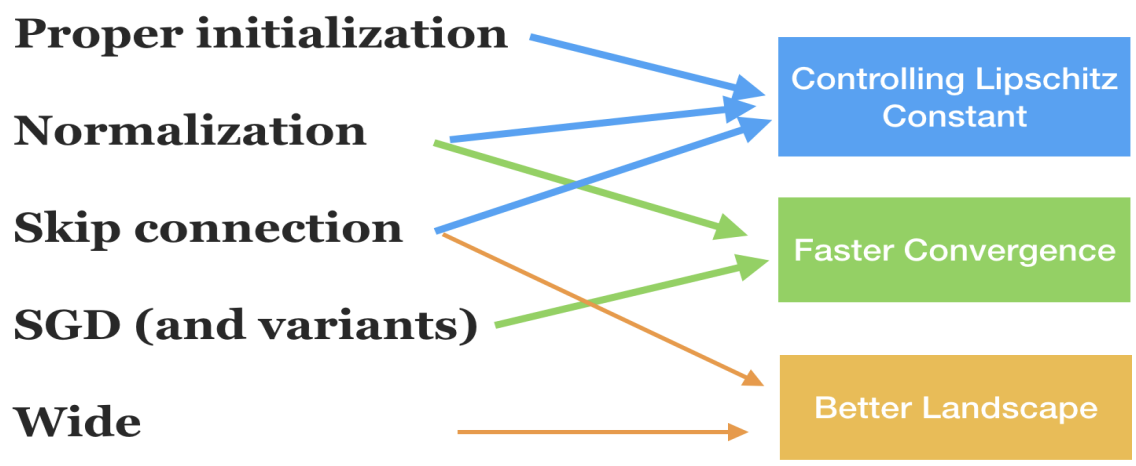 Proper initialization
Normalization
Skip connection
SGD (and variants)
Wide
Controlling Lipschitz
Constant
Faster Convergence
Better Landscape